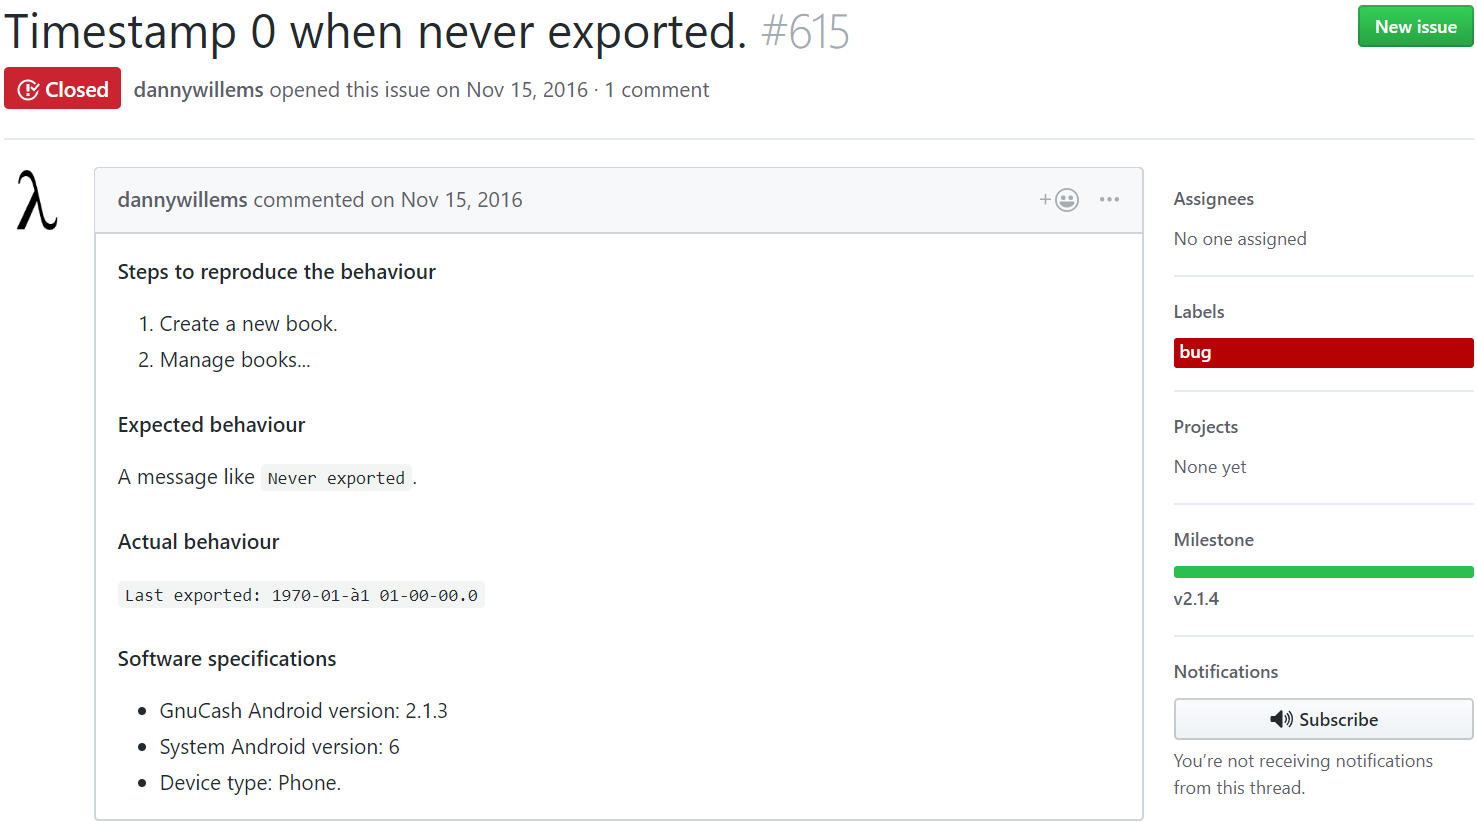 Timestamp 0 when never exported. #615
New issue
Closed
dannywillems opened this issue on Nov 15, 2016 · 1 comment
λ
dannywillems commented on Nov 15, 2016
Steps to reproduce the behaviour
1. Create a new book.
2. Manage books...
Expected behaviour
A message like Never exported.
Actual behaviour
Last exported: 1970-01-à1 01-00-00.0
Software specifications
• GnuCash Android version: 2.1.3
• System Android version: 6
• Device type: Phone.
Assignees
No one assigned
Labels
bug
Projects
None yet
Milestone
v2.1.4
Notifications
Subscribe
You’re not receiving notifications
from this thread.